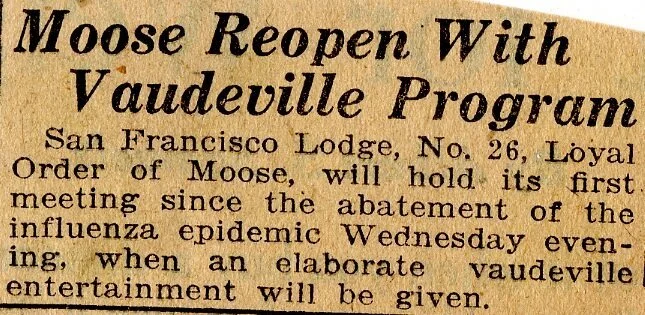 Moose Reopen With
Vaudeville Program
San Francisco Lodge, No. 26, Loyal
Order of Moose, will hold its first
meeting since the abatement of the
influenza epidemic Wednesday even-
ing, when an elaborate vaudeville
entertainment will be given.